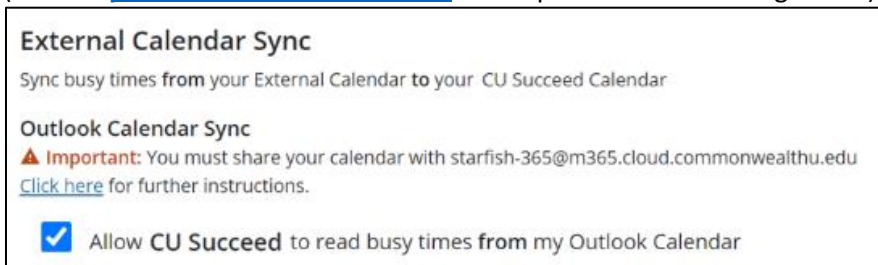 External Calendar Sync
Sync busy times from your External Calendar to your CU Succeed Calendar
Outlook Calendar Sync
Important: You must share your calendar with starfish-365@m365.cloud.commonwealthu.edu
Click here for further instructions.
Allow CU Succeed to read busy times from my Outlook Calendar